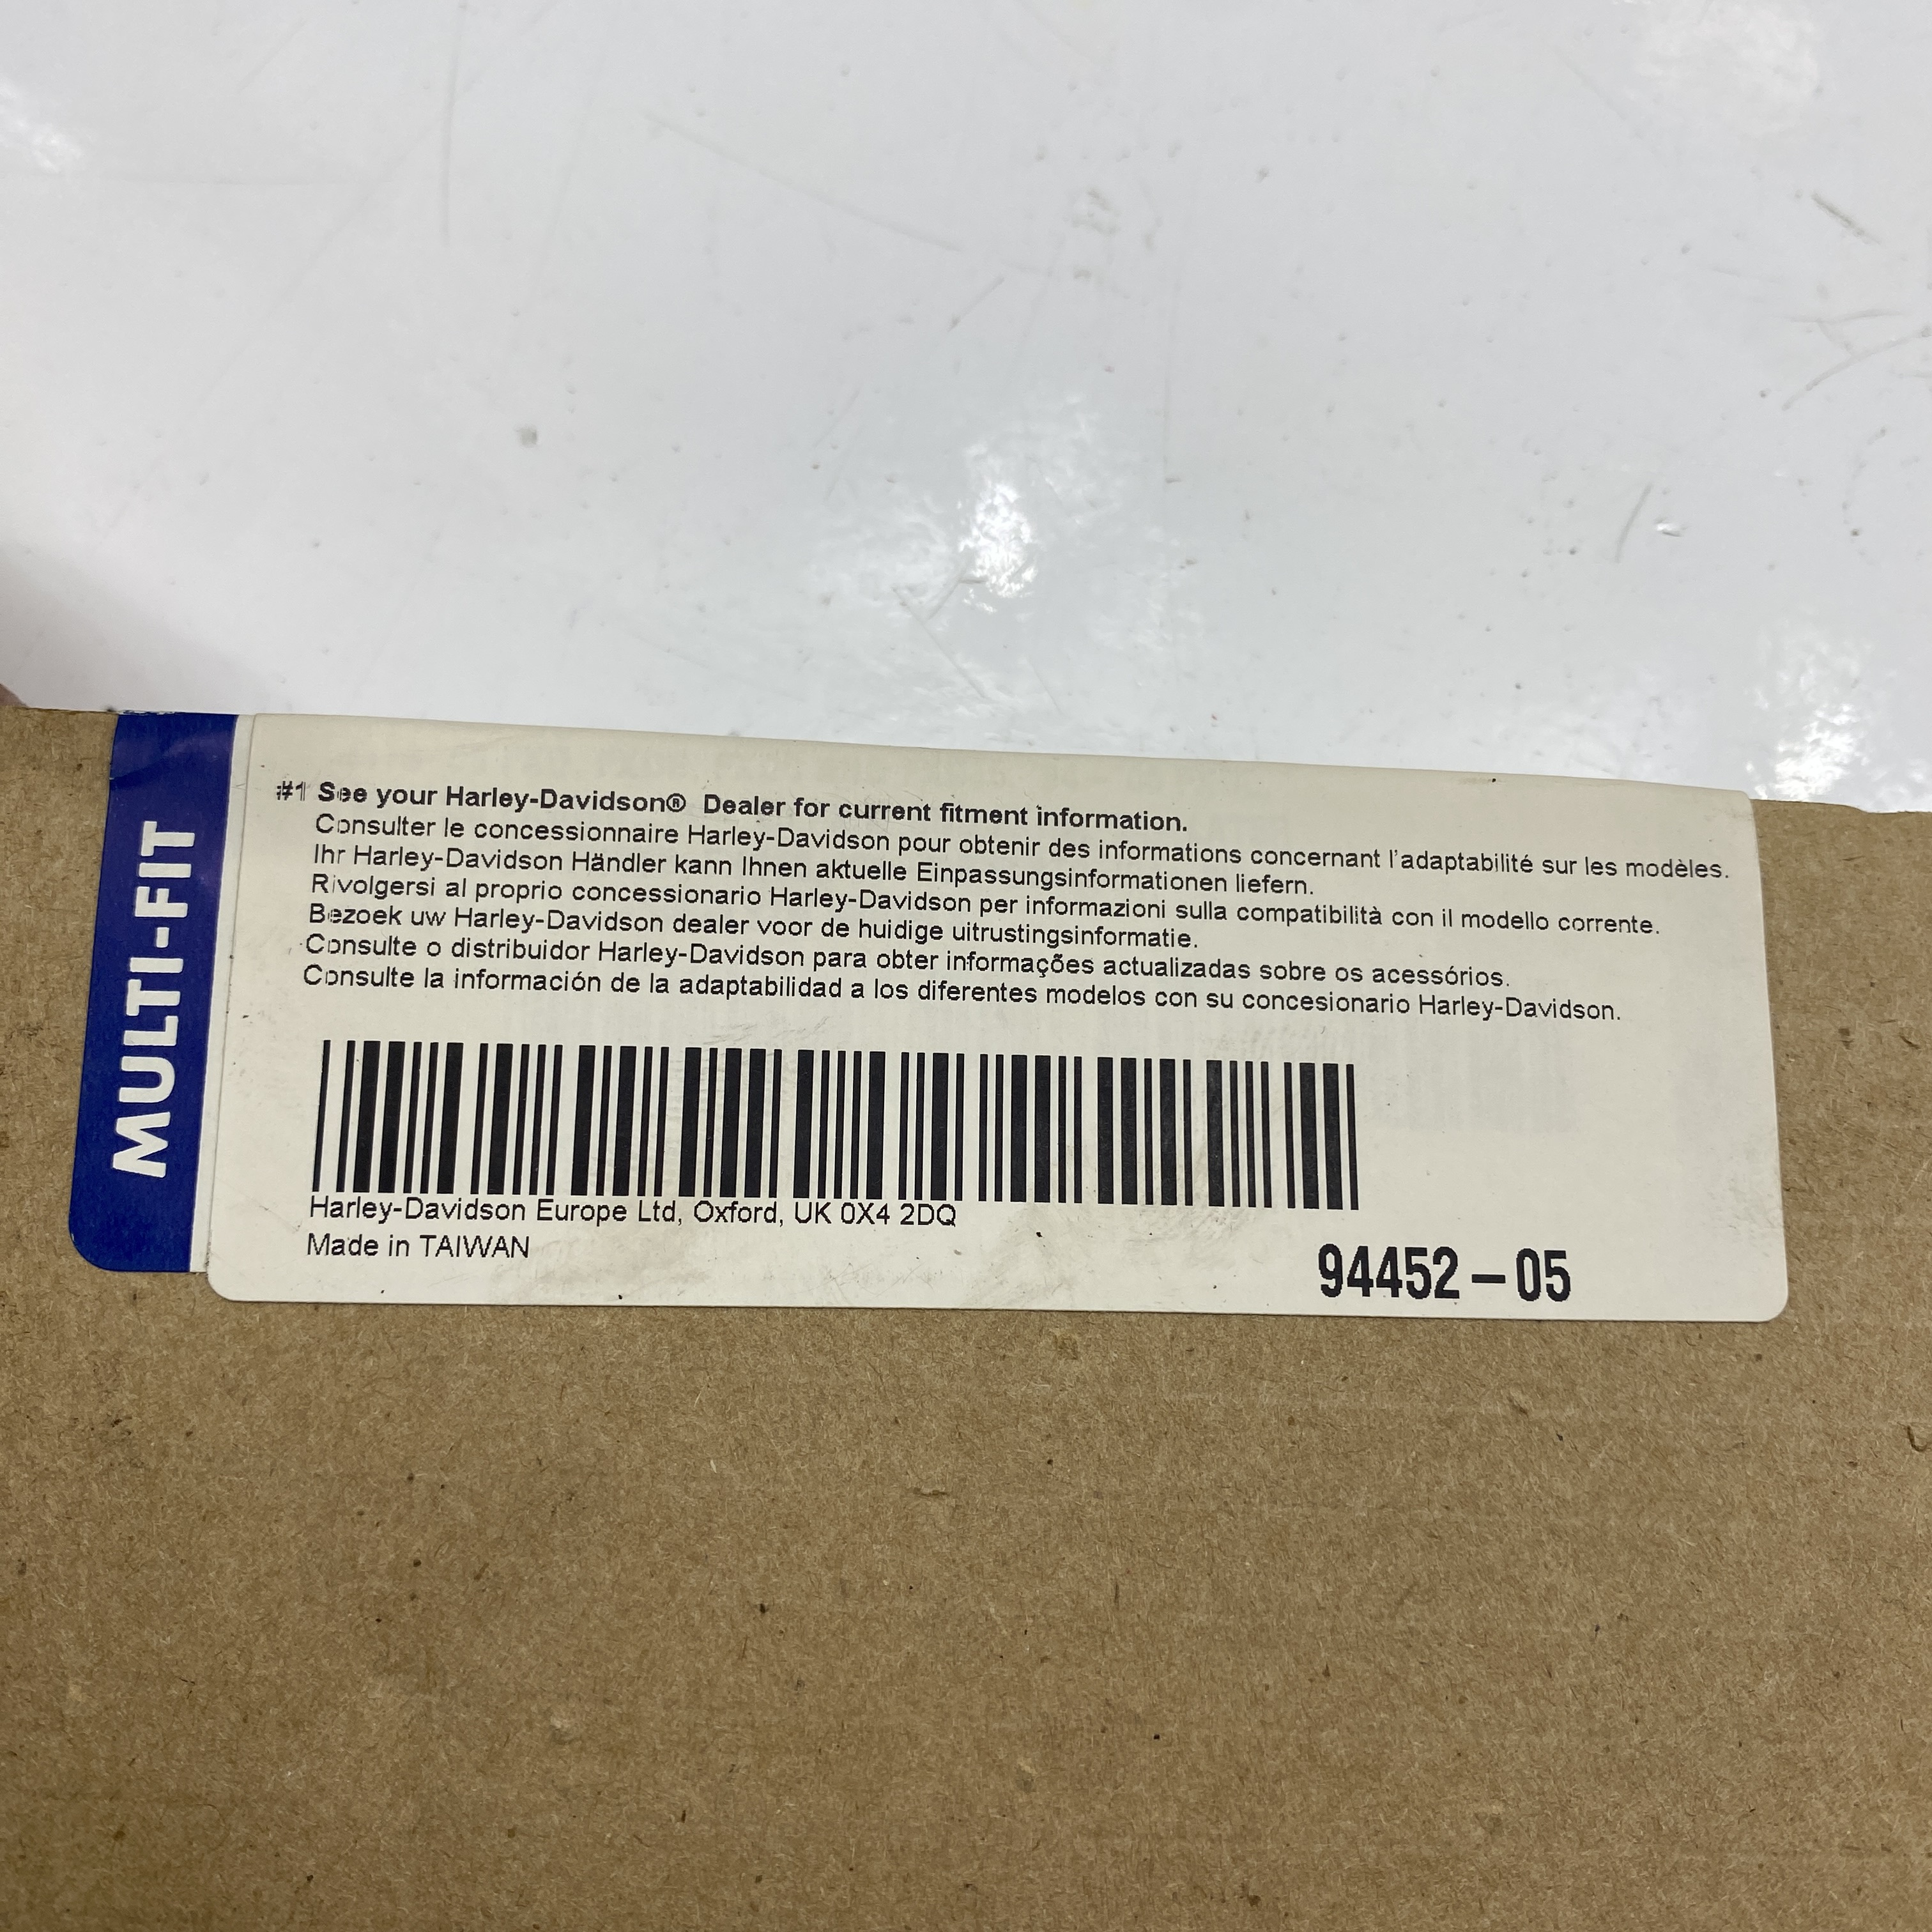 MULTI-FIT
#1 See your Harley-Davidson® Dealer for current fitment information.
Consulter le concessionnaire Harley-Davidson pour obtenir des informations concernant l'adaptabilité sur les modèles.
Ihr Harley-Davidson Händler kann Ihnen aktuelle Einpassungsinformationen liefern.
Rivolgersi al proprio concessionario Harley-Davidson per informazioni sulla compatibilità con il modello corrente.
Bezoek uw Harley-Davidson dealer voor de huidige uitrustingsinformatie.
Consulte o distribuidor Harley-Davidson para obter informações actualizadas sobre os acessórios.
Consulte la información de la adaptabilidad a los diferentes modelos con su concesionario Harley-Davidson.
Harley-Davidson Europe Ltd, Oxford, UK 0X4 2DQ
Made in TAIWAN
94452-05